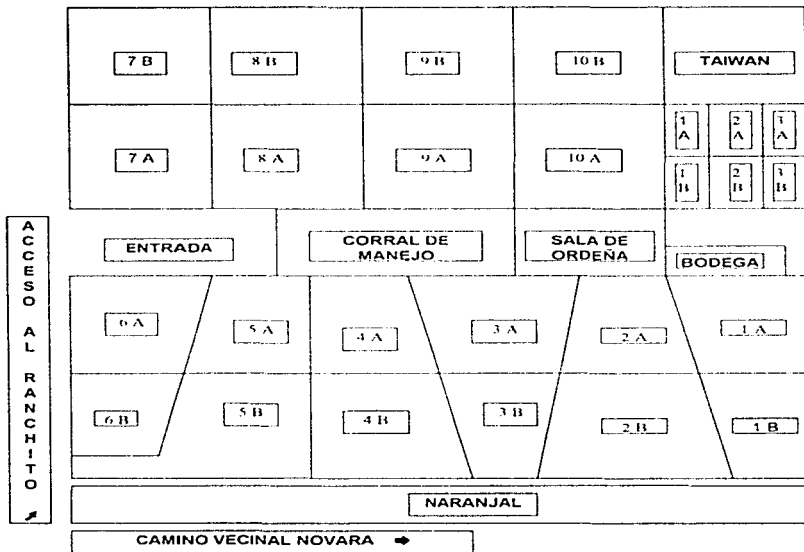 7 B 8 B 9 B 10 B TAIWAN
1 A 2 A 3 A
7 A 8 A 9 A 10 A
1 B 2 B 3 B
ACCESO AL RANCHITO
ENTRADA CORRAL DE MANEJO SALA DE ORDEÑA BODEGA
6 A 5 A 4 A 3 A 2 A 1 A
6 B 5 B 4 B 3 B 2 B 1 B
NARANJAL
CAMINO VECINAL NOVARA →